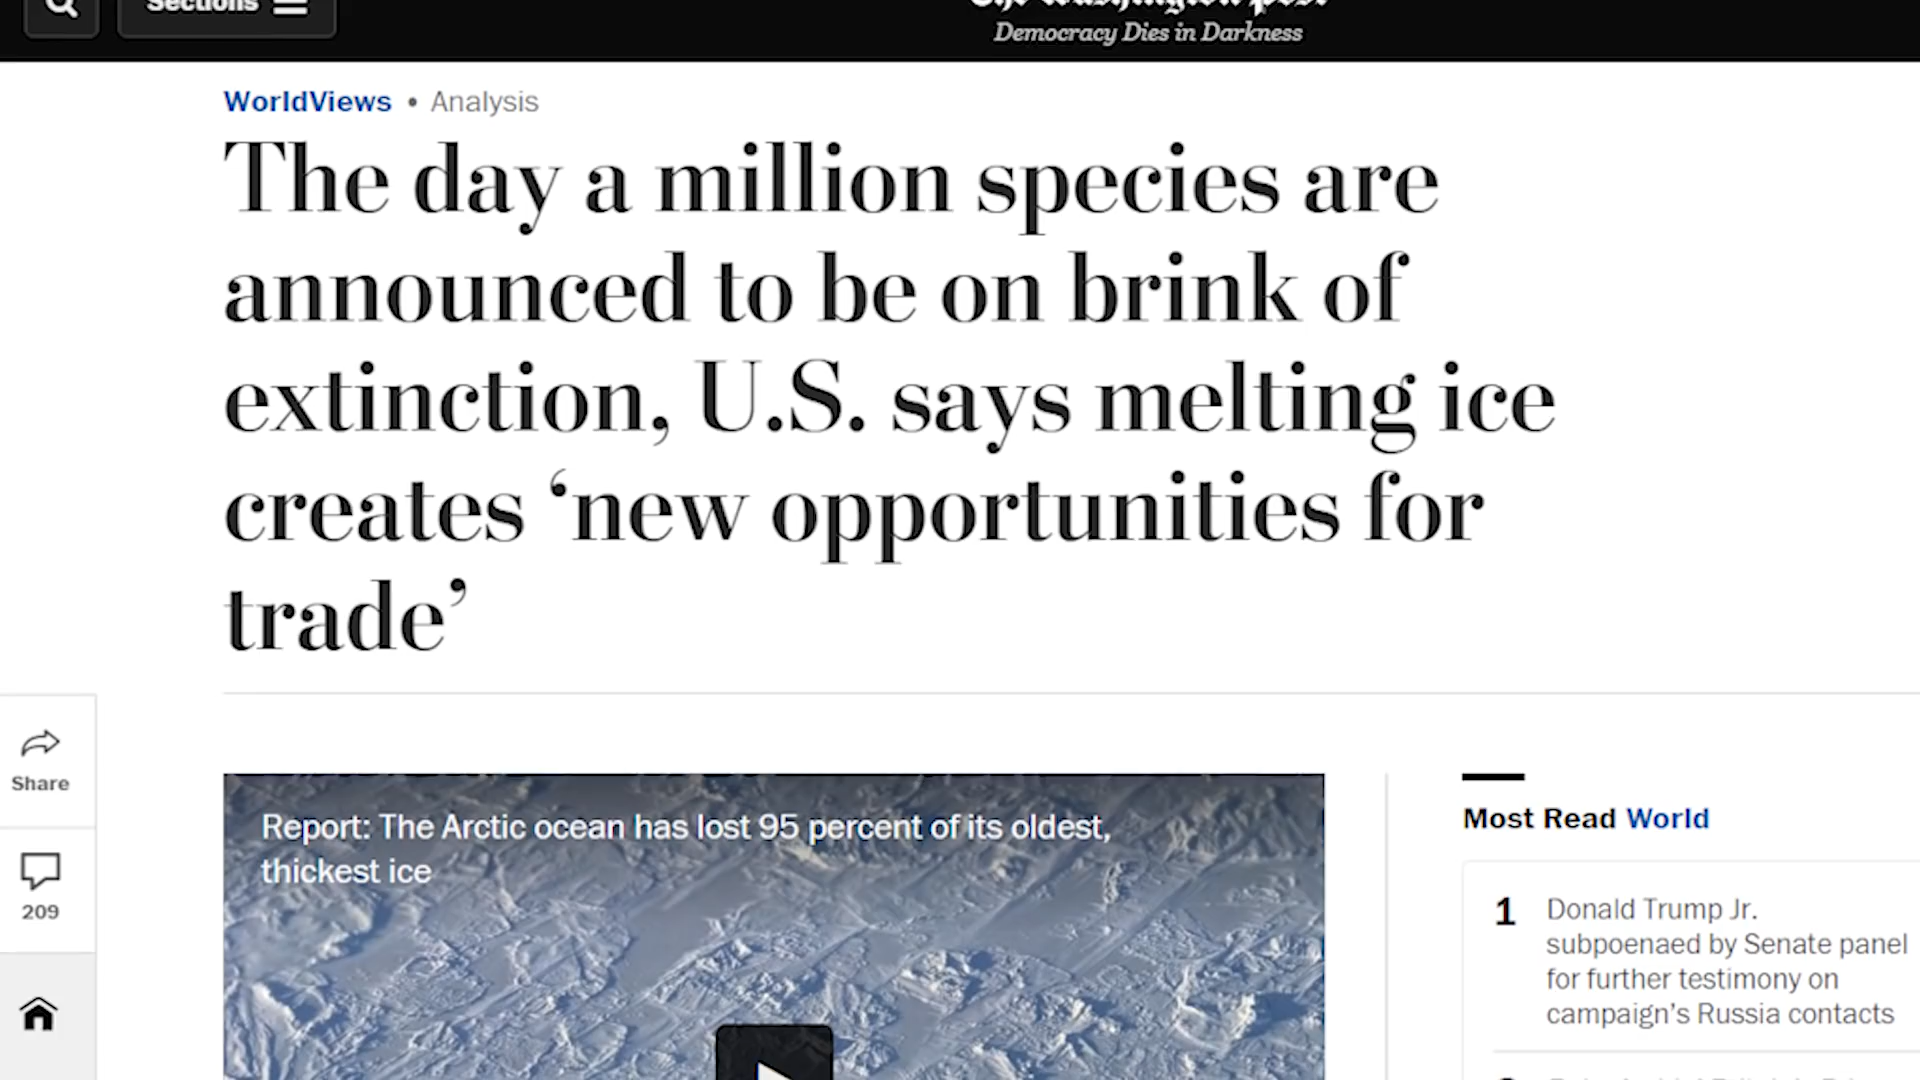 Sections
The Washington Post
Democracy Dies in Darkness
WorldViews • Analysis
The day a million species are
announced to be on brink of
extinction, U.S. says melting ice
creates ‘new opportunities for
trade’
Share
209
Report: The Arctic ocean has lost 95 percent of its oldest,
thickest ice
Most Read World
1 Donald Trump Jr.
subpoenaed by Senate panel
for further testimony on
campaign's Russia contacts